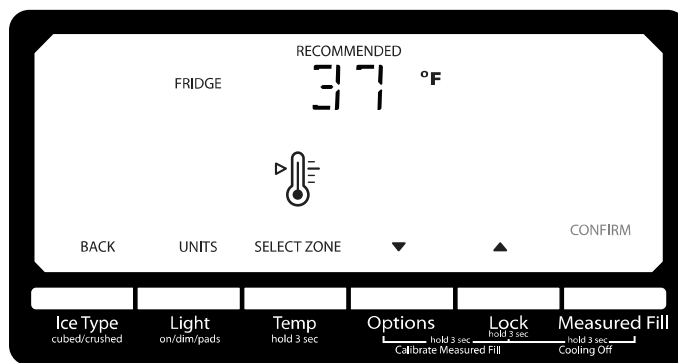 RECOMMENDED
FRIDGE 37 °F
BACK UNITS SELECT ZONE CONFIRM
Ice Type Light Temp Options Lock Measured Fill
cubed/crushed on/dim/pads hold 3 sec hold 3 sec
hold 3 sec hold 3 sec
Calibrate Measured Fill Cooling Off